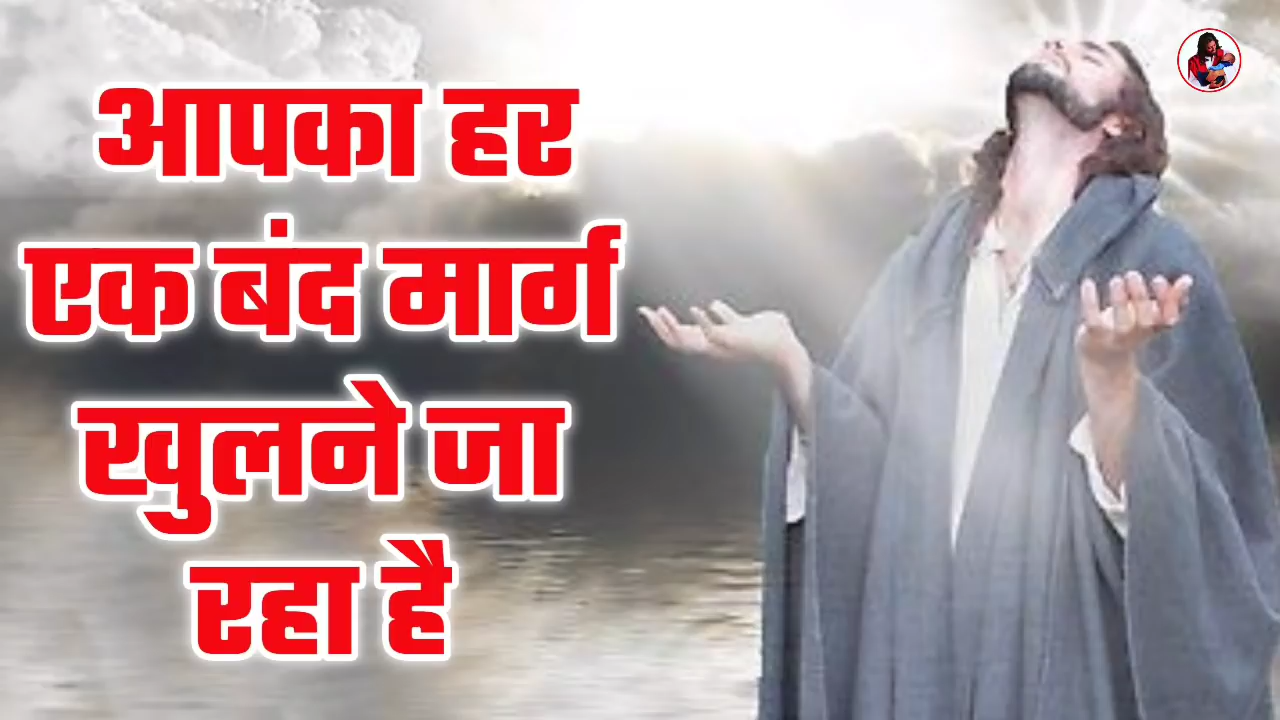 आपका हर
एक बंद मार्ग
खुलने जा
रहा है